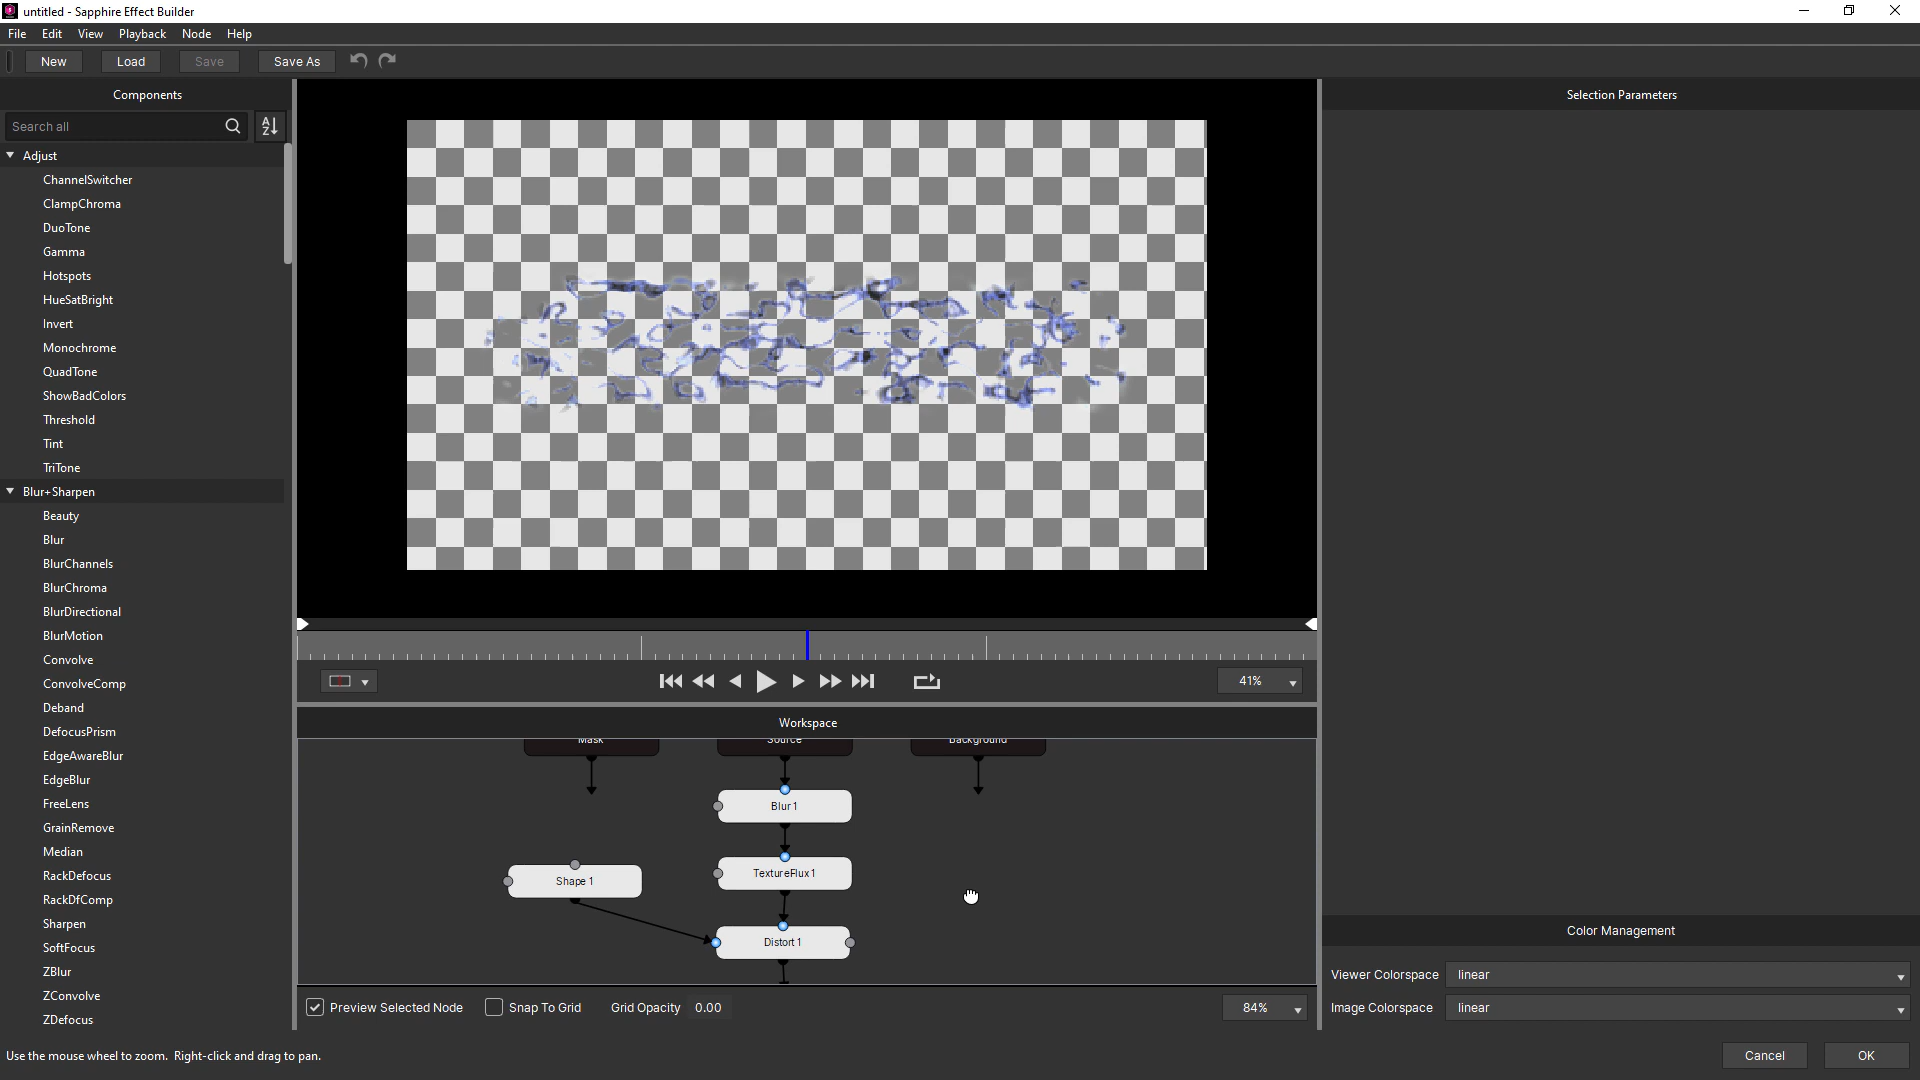 untitled - Sapphire Effect Builder
File Edit View Playback Node Help
New Load Save Save As
Components
Search all
Adjust
ChannelSwitcher
ClampChroma
DuoTone
Gamma
Hotspots
HueSatBright
Invert
Monochrome
QuadTone
ShowBadColors
Threshold
Tint
TriTone
Blur+Sharpen
Beauty
Blur
BlurChannels
BlurChroma
BlurDirectional
BlurMotion
Convolve
ConvolveComp
Deband
DefocusPrism
EdgeAwareBlur
EdgeBlur
FreeLens
GrainRemove
Median
RackDefocus
RackDfComp
Sharpen
SoftFocus
ZBlur
ZConvolve
ZDefocus
41%
Workspace
Mask Source Background
Blur 1
Shape 1
TextureFlux 1
Distort 1
Preview Selected Node Snap To Grid Grid Opacity 0.00 84%
Selection Parameters
Color Management
Viewer Colorspace linear
Image Colorspace linear
Use the mouse wheel to zoom. Right-click and drag to pan.
Cancel OK